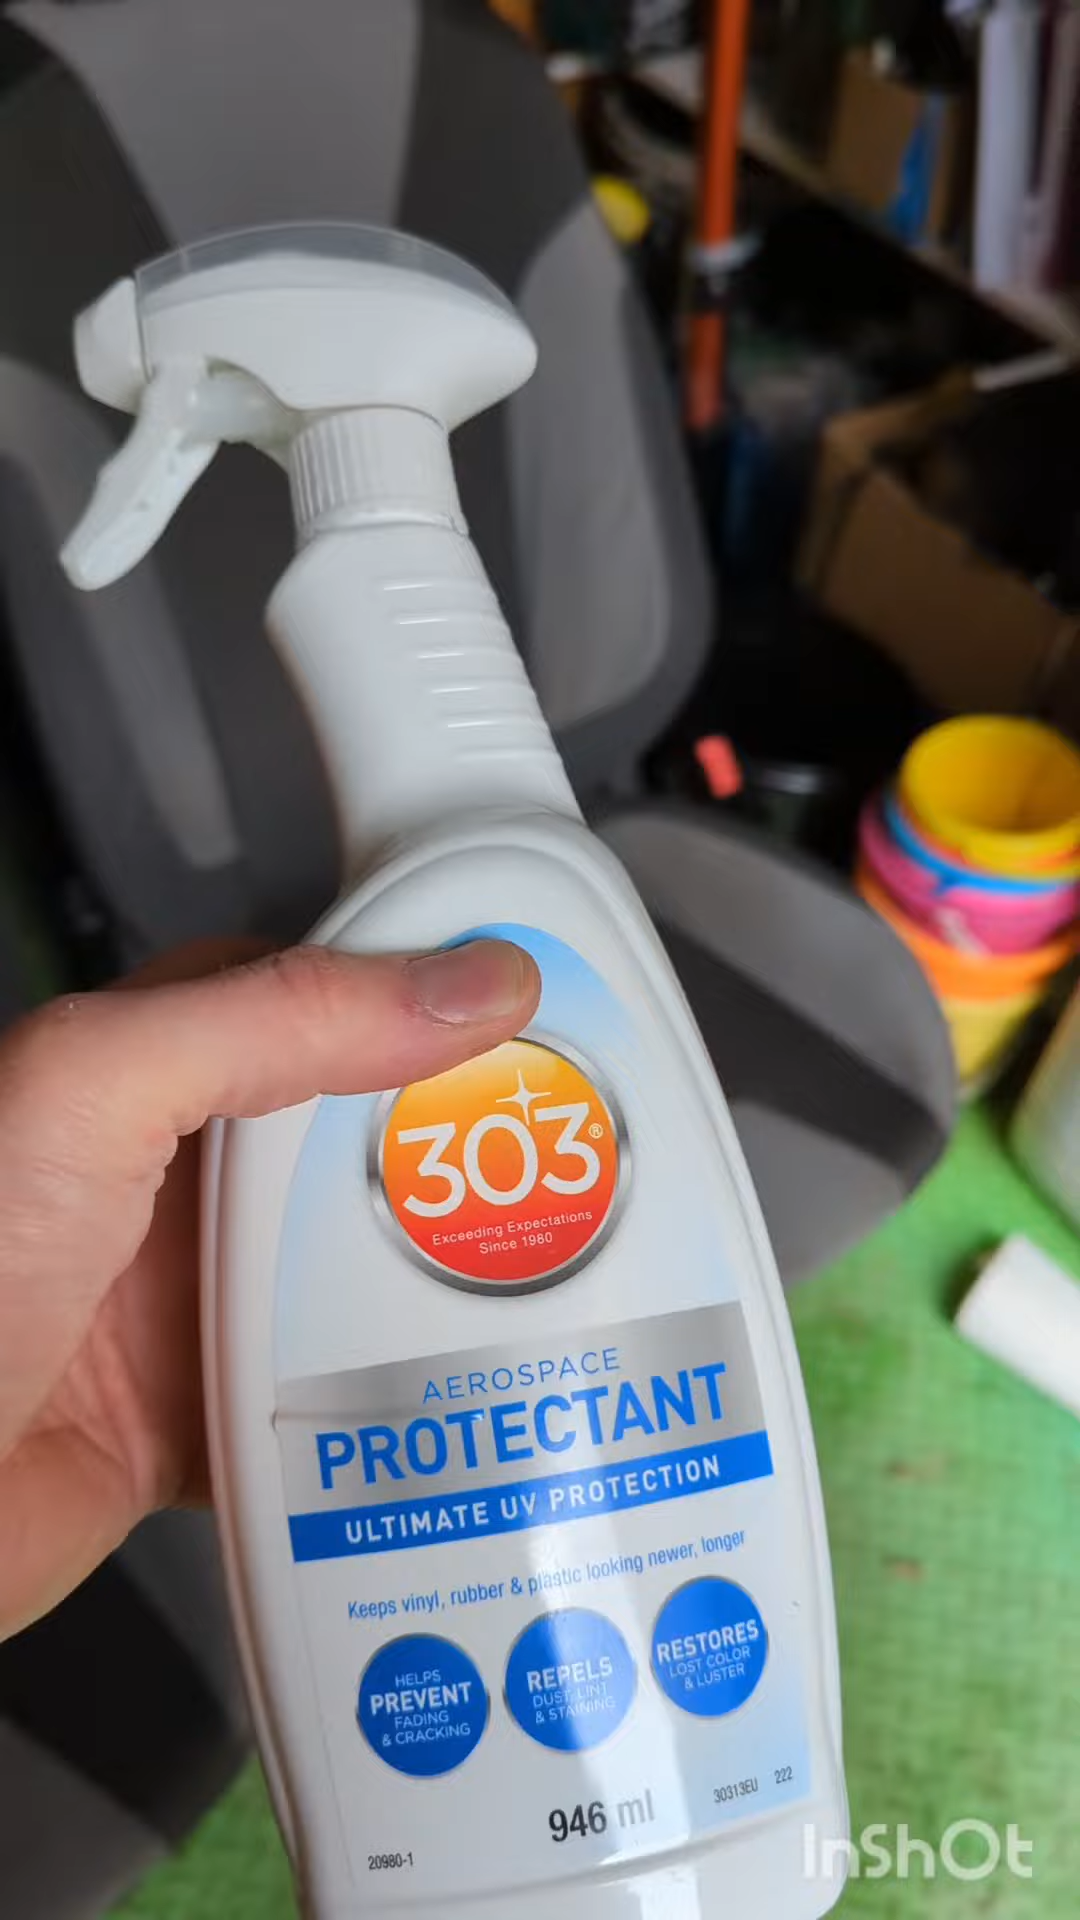 303®
Exceeding Expectations
Since 1980
AEROSPACE
PROTECTANT
ULTIMATE UV PROTECTION
Keeps vinyl, rubber & plastic looking newer, longer
HELPS
PREVENT
FADING
& CRACKING
REPELS
DUST, LINT
& STAINING
RESTORES
LOST COLOR
& LUSTER
946 ml
30313EU 222
20980-1
InShOt